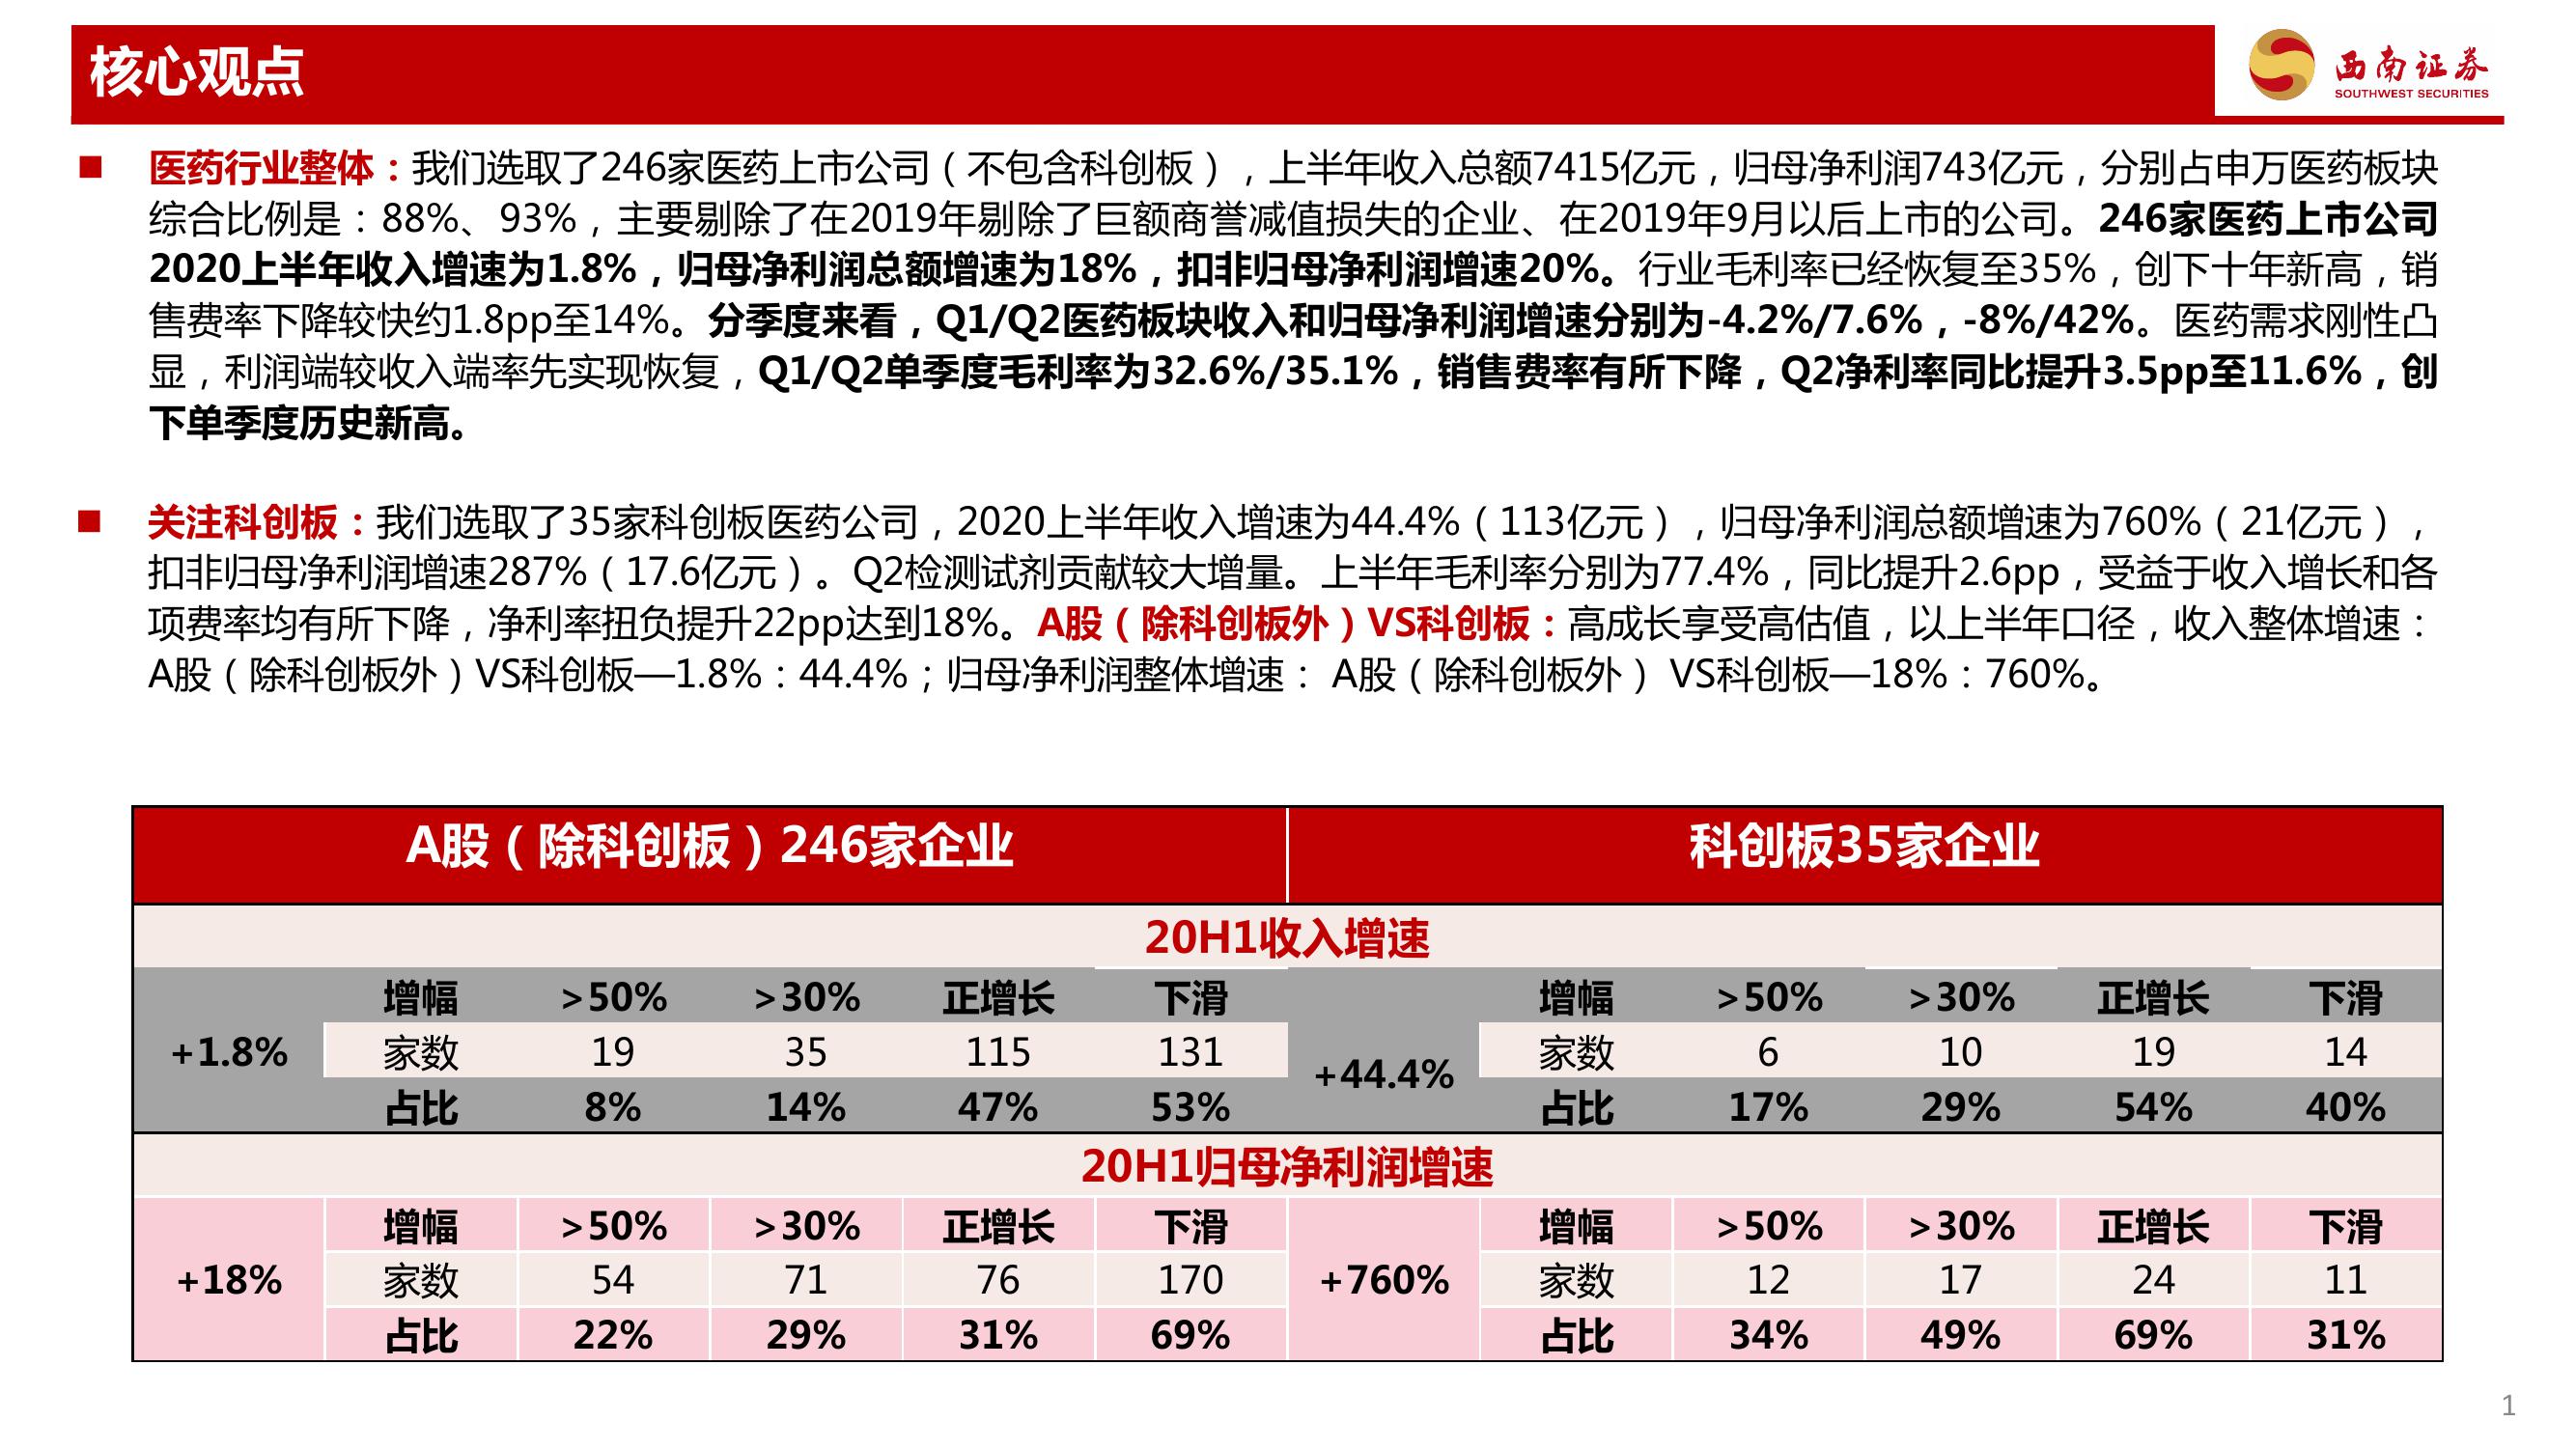 核心观点
西南证券
SOUTHWEST SECURITIES
■ 医药行业整体：我们选取了246家医药上市公司（不包含科创板），上半年收入总额7415亿元，归母净利润743亿元，分别占申万医药板块
综合比例是：88%、93%，主要剔除了在2019年剔除了巨额商誉减值损失的企业、在2019年9月以后上市的公司。246家医药上市公司
2020上半年收入增速为1.8%，归母净利润总额增速为18%，扣非归母净利润增速20%。行业毛利率已经恢复至35%，创下十年新高，销
售费率下降较快约1.8pp至14%。分季度来看，Q1/Q2医药板块收入和归母净利润增速分别为-4.2%/7.6%，-8%/42%。医药需求刚性凸
显，利润端较收入端率先实现恢复，Q1/Q2单季度毛利率为32.6%/35.1%，销售费率有所下降，Q2净利率同比提升3.5pp至11.6%，创
下单季度历史新高。
■ 关注科创板：我们选取了35家科创板医药公司，2020上半年收入增速为44.4%（113亿元），归母净利润总额增速为760%（21亿元），
扣非归母净利润增速287%（17.6亿元）。Q2检测试剂贡献较大增量。上半年毛利率分别为77.4%，同比提升2.6pp，受益于收入增长和各
项费率均有所下降，净利率扭负提升22pp达到18%。A股（除科创板外）VS科创板：高成长享受高估值，以上半年口径，收入整体增速：
A股（除科创板外）VS科创板—1.8%：44.4%；归母净利润整体增速： A股（除科创板外） VS科创板—18%：760%。
A股（除科创板）246家企业 科创板35家企业
20H1收入增速
增幅 >50% >30% 正增长 下滑 增幅 >50% >30% 正增长 下滑
+1.8% 家数 19 35 115 131 +44.4% 家数 6 10 19 14
占比 8% 14% 47% 53% 占比 17% 29% 54% 40%
20H1归母净利润增速
增幅 >50% >30% 正增长 下滑 增幅 >50% >30% 正增长 下滑
+18% 家数 54 71 76 170 +760% 家数 12 17 24 11
占比 22% 29% 31% 69% 占比 34% 49% 69% 31%
1